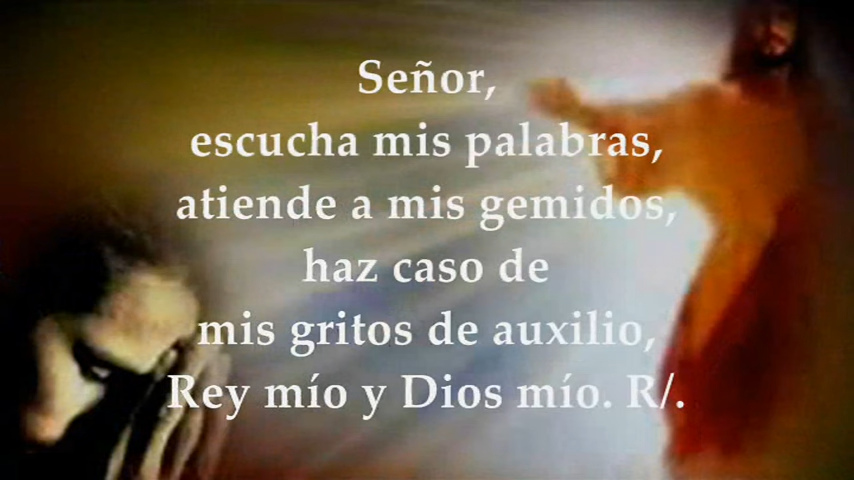 Señor,
escucha mis palabras,
atiende a mis gemidos,
haz caso de
mis gritos de auxilio,
Rey mío y Dios mío. R/.